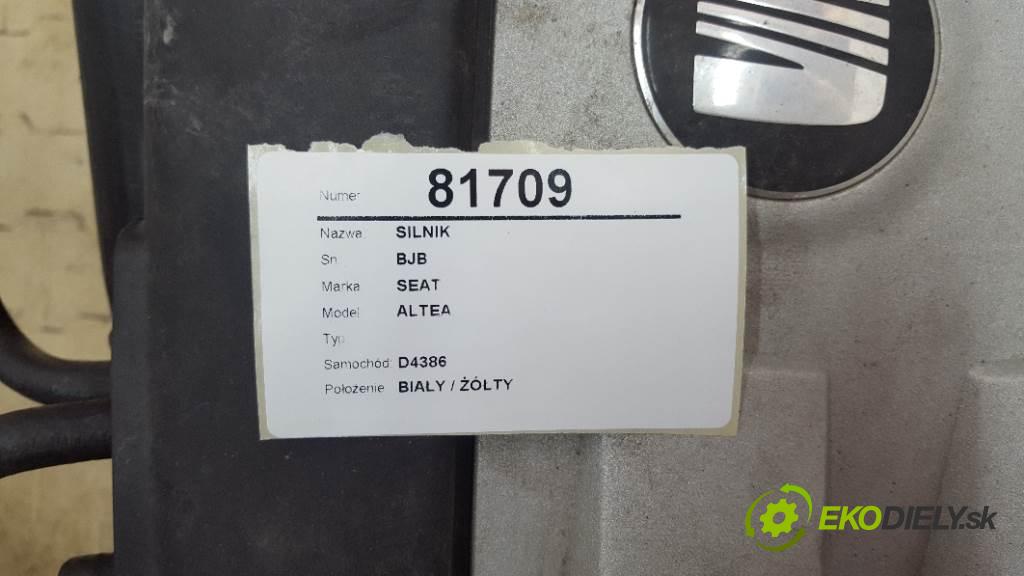 Numer 81709
Nazwa SILNIK
Sn BJB
Marka SEAT
Model ALTEA
Typ
Samochód: D4386
Położenie BIAŁY / ŻÓŁTY
EKODIELY.sk